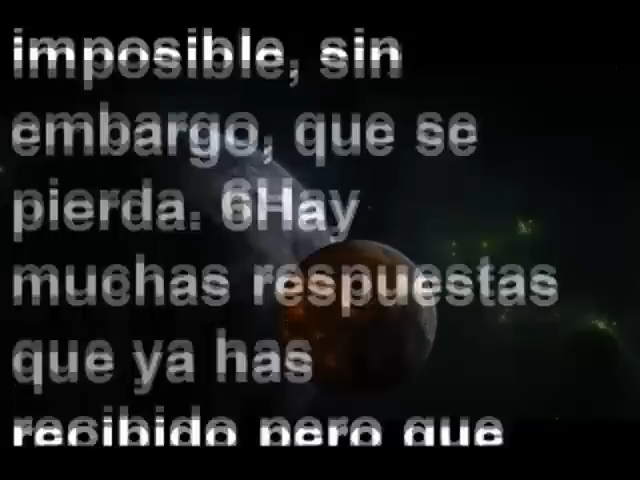 imposible, sin
embargo, que se
pierda. 6Hay
muchas respuestas
que ya has
recibido pero que